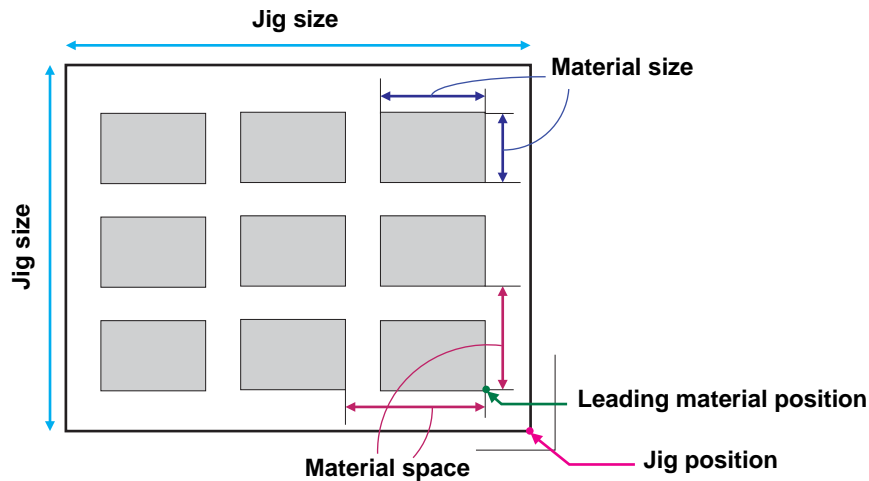 Jig size
Material size
Jig size
Leading material position
Jig position
Material space